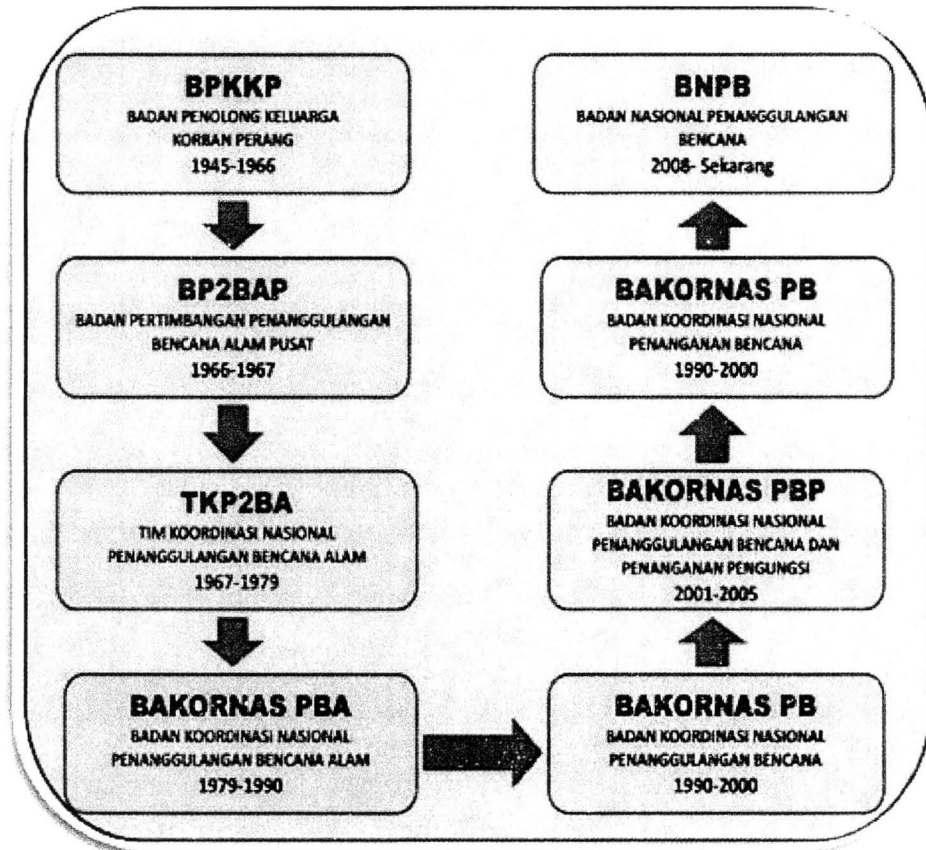 BPKKP
BADAN PENOLONG KELUARGA
KORBAN PERANG
1945-1966
BP2BAP
BADAN PERTIMBANGAN PENANGGULANGAN
BENCANA ALAM PUSAT
1966-1967
TKP2BA
TIM KOORDINASI NASIONAL
PENANGGULANGAN BENCANA ALAM
1967-1979
BAKORNAS PBA
BADAN KOORDINASI NASIONAL
PENANGGULANGAN BENCANA ALAM
1979-1990
BAKORNAS PB
BADAN KOORDINASI NASIONAL
PENANGGULANGAN BENCANA
1990-2000
BAKORNAS PBP
BADAN KOORDINASI NASIONAL
PENANGGULANGAN BENCANA DAN
PENANGANAN PENGUNGSI
2001-2005
BAKORNAS PB
BADAN KOORDINASI NASIONAL
PENANGANAN BENCANA
1990-2000
BNPB
BADAN NASIONAL PENANGGULANGAN
BENCANA
2008- Sekarang